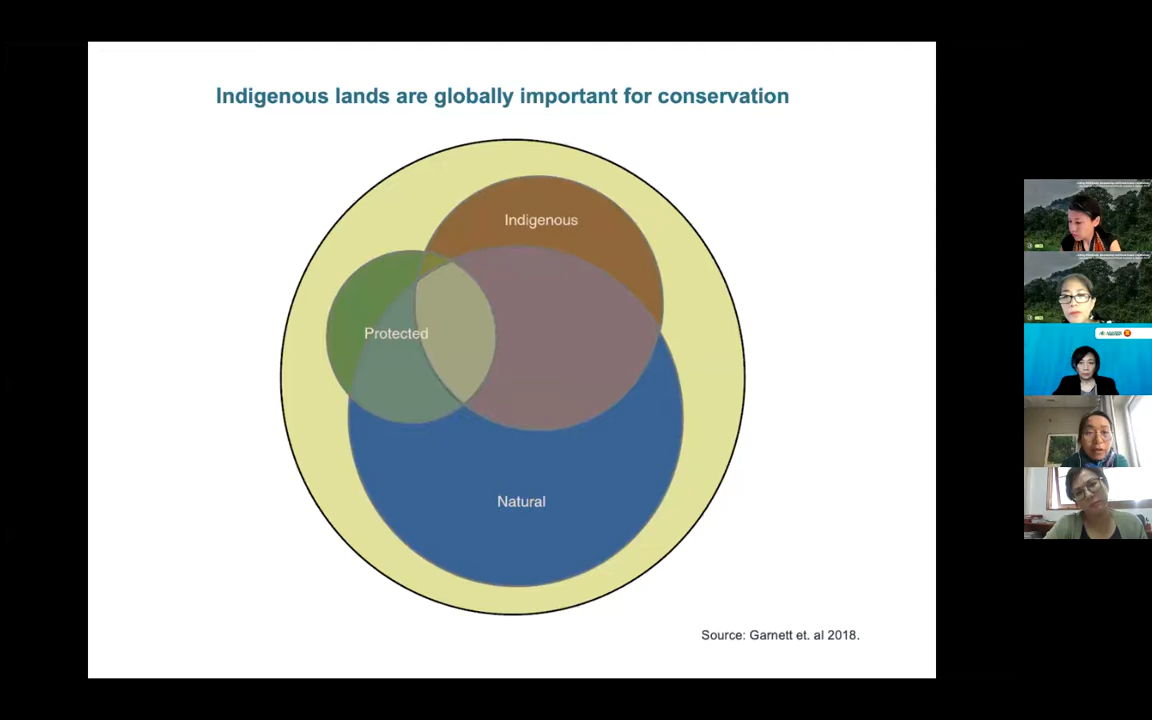 Indigenous lands are globally important for conservation
Indigenous
Protected
Natural
Source: Garnett et. al 2018.